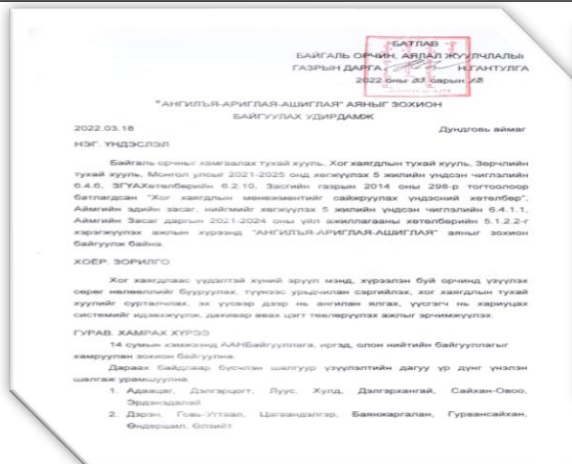 БАТЛАВ
БАЙГАЛЬ ОРЧИН, АЯЛАЛ ЖУУЛЧЛАЛЫН
ГАЗРЫН ДАРГА Н.ГАНТУЛГА
2022 оны 03 сарын 18
"АНГИЛЪЯ-АРИГЛАЯ-АШИГЛАЯ" АЯНЫГ ЗОХИОН
БАЙГУУЛАХ УДИРДАМЖ
2022.03.18 Дундговь аймаг
НЭГ. ҮНДЭСЛЭЛ
Байгаль орчныг хамгаалах тухай хууль, Хог хаягдлын тухай хууль, Зөрчлийн
тухай хууль, Монгол улсыг 2021-2025 онд хөгжүүлэх 5 жилийн үндсэн чиглэлийн
6.4.6, ЗГҮАХөтөлбөрийн 6.2.10, Засгийн газрын 2014 оны 298-р тогтоолоор
батлагдсан "Хог хаягдлын менежментийг сайжруулах үндэсний хөтөлбөр",
Аймгийн эдийн засаг, нийгмийг хөгжүүлэх 5 жилийн үндсэн чиглэлийн 6.4.1.1,
Аймгийн Засаг даргын 2021-2024 оны үйл ажиллагааны хөтөлбөрийн 5.1.2.2-г
хэрэгжүүлэх ажлын хүрээнд "АНГИЛЪЯ-АРИГЛАЯ-АШИГЛАЯ" аяныг зохион
байгуулж байна.
ХОЁР. ЗОРИЛГО
Хог хаягдлаас үүдэлтэй хүний эрүүл мэнд, хүрээлэн буй орчинд үзүүлэх
сөрөг нөлөөллийг бууруулах, түүнээс урьдчилан сэргийлэх, хог хаягдлын тухай
хуулийг сурталчлах, эх үүсвэр дээр нь ангилан ялгах, үүсгэгч нь хариуцах
системийг идэвхжүүлж, дахивар авах цэгт төвлөрүүлэх ажлыг эрчимжүүлэх.
ГУРАВ. ХАМРАХ ХҮРЭЭ
14 сумын хэмжээнд ААНБайгууллага, иргэд, олон нийтийн байгууллагыг
хамруулан зохион байгуулна.
Дараах байдлаар бүсчлэн шалгуур үзүүлэлтийн дагуу үр дүнг үнэлэн
шалгаж урамшуулна.
1. Адаацаг, Дэлгэрцогт, Луус, Хулд, Дэлгэрхангай, Сайхан-Овоо,
Эрдэнэдалай
2. Дэрэн, Говь-Угтаал, Цагаандэлгэр, Баянжаргалан, Гурвансайхан,
Өндөршил, Өлзийт